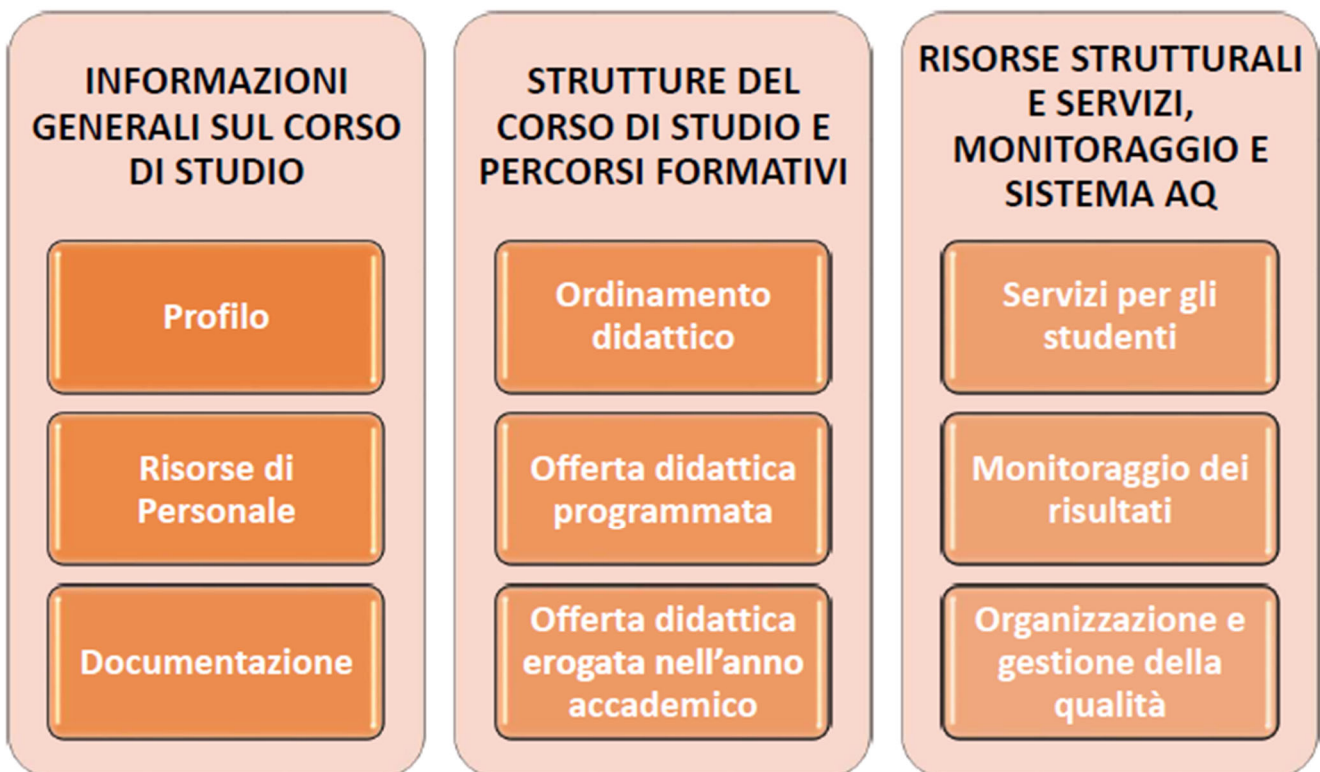 INFORMAZIONI
GENERALI SUL CORSO
DI STUDIO
Profilo
Risorse di
Personale
Documentazione
STRUTTURE DEL
CORSO DI STUDIO E
PERCORSI FORMATIVI
Ordinamento
didattico
Offerta didattica
programmata
Offerta didattica
erogata nell’anno
accademico
RISORSE STRUTTURALI
E SERVIZI,
MONITORAGGIO E
SISTEMA AQ
Servizi per gli
studenti
Monitoraggio dei
risultati
Organizzazione e
gestione della
qualità